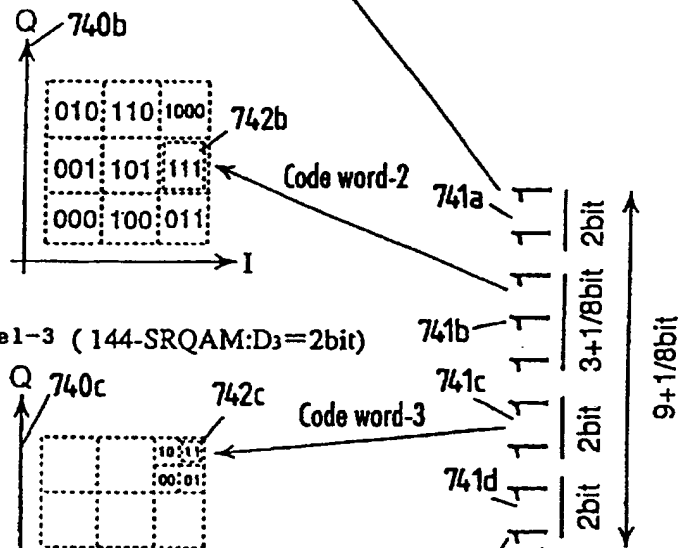 Q 740b
010 110 1000
742b
001 101 111
Code word-2
741a
000 100 011
2bit
I
3+1/8bit
741b
9+1/8bit
el-3 (144-SRQAM:D3=2bit)
Q 740c
742c
741c
Code word-3
10 11
00 01
2bit
741d
2bit